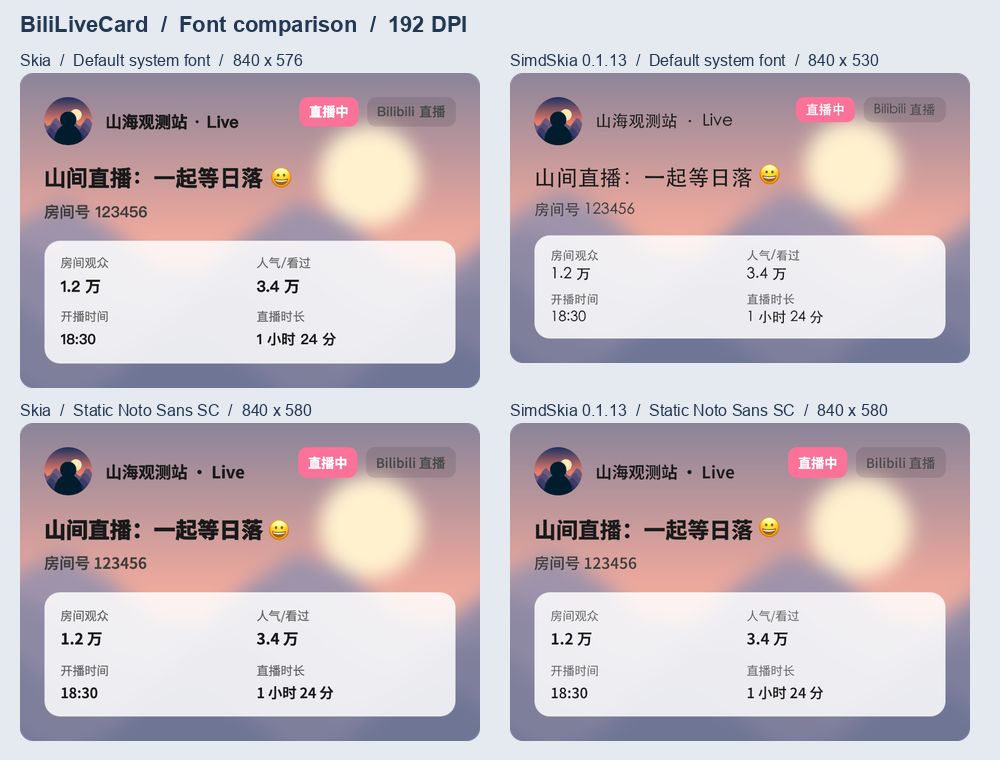 BiliLiveCard / Font comparison / 192 DPI
Skia / Default system font / 840 x 576
山海观测站 · Live
直播中
Bilibili 直播
山间直播：一起等日落 😀
房间号 123456
房间观众
人气/看过
1.2 万
3.4 万
开播时间
直播时长
18:30
1 小时 24 分
SimdSkia 0.1.13 / Default system font / 840 x 530
山海观测站 · Live
直播中
Bilibili 直播
山间直播：一起等日落 😀
房间号 123456
房间观众
人气/看过
1.2 万
3.4 万
开播时间
直播时长
18:30
1 小时 24 分
Skia / Static Noto Sans SC / 840 x 580
山海观测站 · Live
直播中
Bilibili 直播
山间直播：一起等日落 😀
房间号 123456
房间观众
人气/看过
1.2 万
3.4 万
开播时间
直播时长
18:30
1 小时 24 分
SimdSkia 0.1.13 / Static Noto Sans SC / 840 x 580
山海观测站 · Live
直播中
Bilibili 直播
山间直播：一起等日落 😀
房间号 123456
房间观众
人气/看过
1.2 万
3.4 万
开播时间
直播时长
18:30
1 小时 24 分